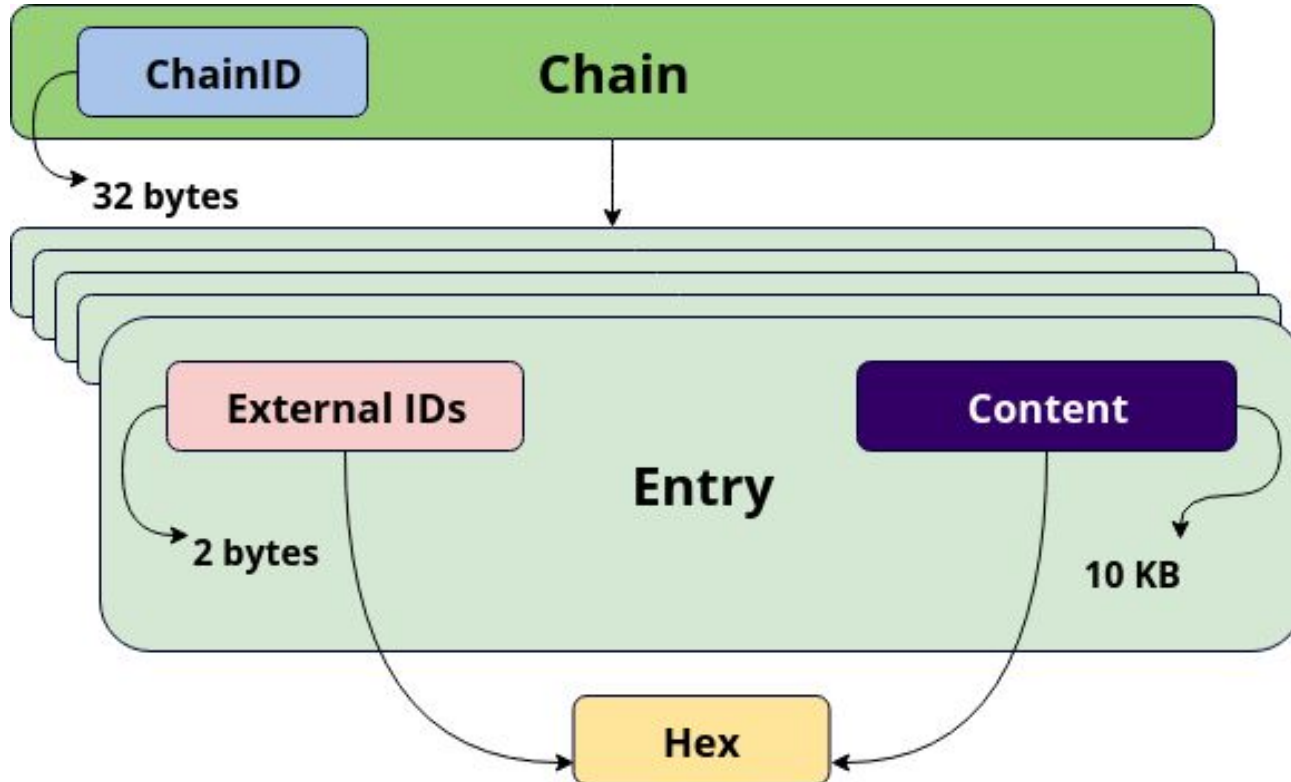 ChainID
Chain
32 bytes
External IDs
Content
Entry
2 bytes
10 KB
Hex